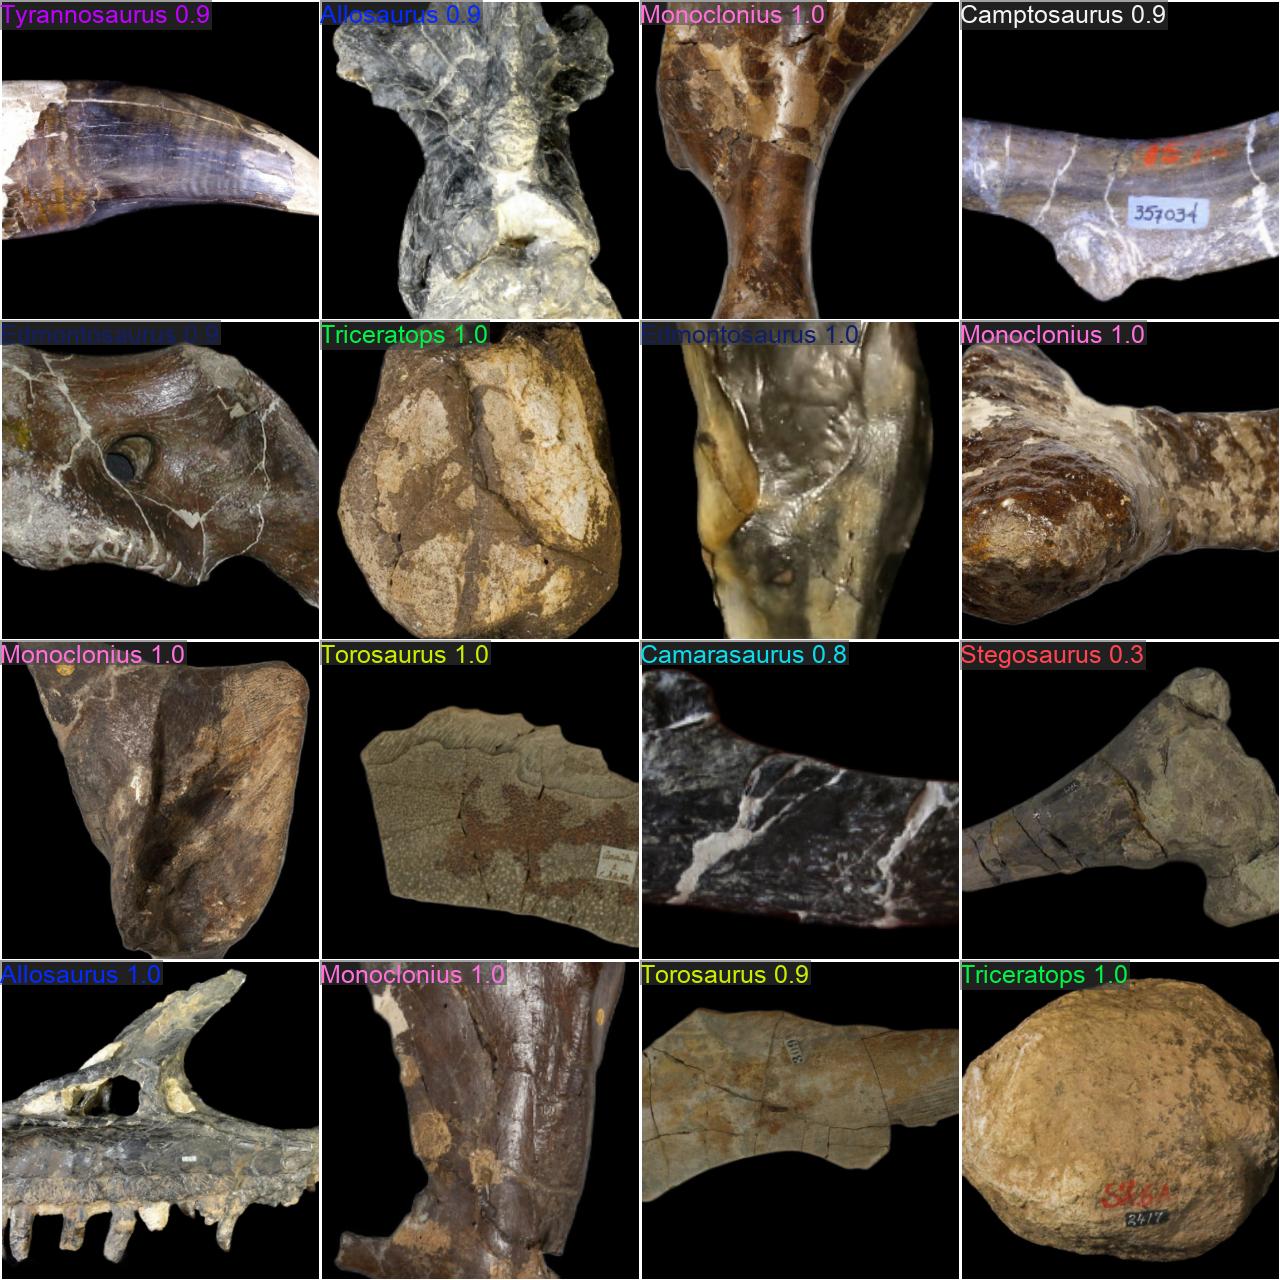 Tyrannosaurus 0.9
Allosaurus 0.9
Monoclonius 1.0
Camptosaurus 0.9
357034
Edmontosaurus 0.9
Triceratops 1.0
Edmontosaurus 1.0
Monoclonius 1.0
Monoclonius 1.0
Torosaurus 1.0
Camarasaurus 0.8
Stegosaurus 0.3
Allosaurus 1.0
Monoclonius 1.0
Torosaurus 0.9
Triceratops 1.0
2417